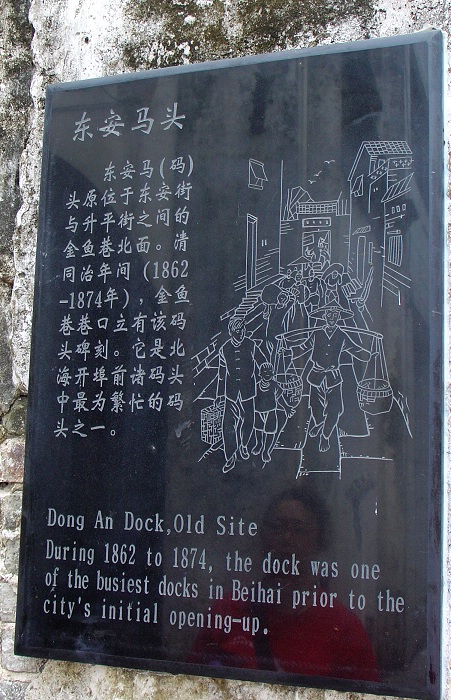 东安马头
东安马(码)
头原位于东安街
与升平街之间的
金鱼巷北面。清
同治年间(1862
-1874年),金鱼
巷巷口立有该码
头碑刻。它是北
海开埠前诸码头
中最为繁忙的码
头之一。
Dong An Dock,Old Site
During 1862 to 1874, the dock was one
of the busiest docks in Beihai prior to the
city's initial opening-up.